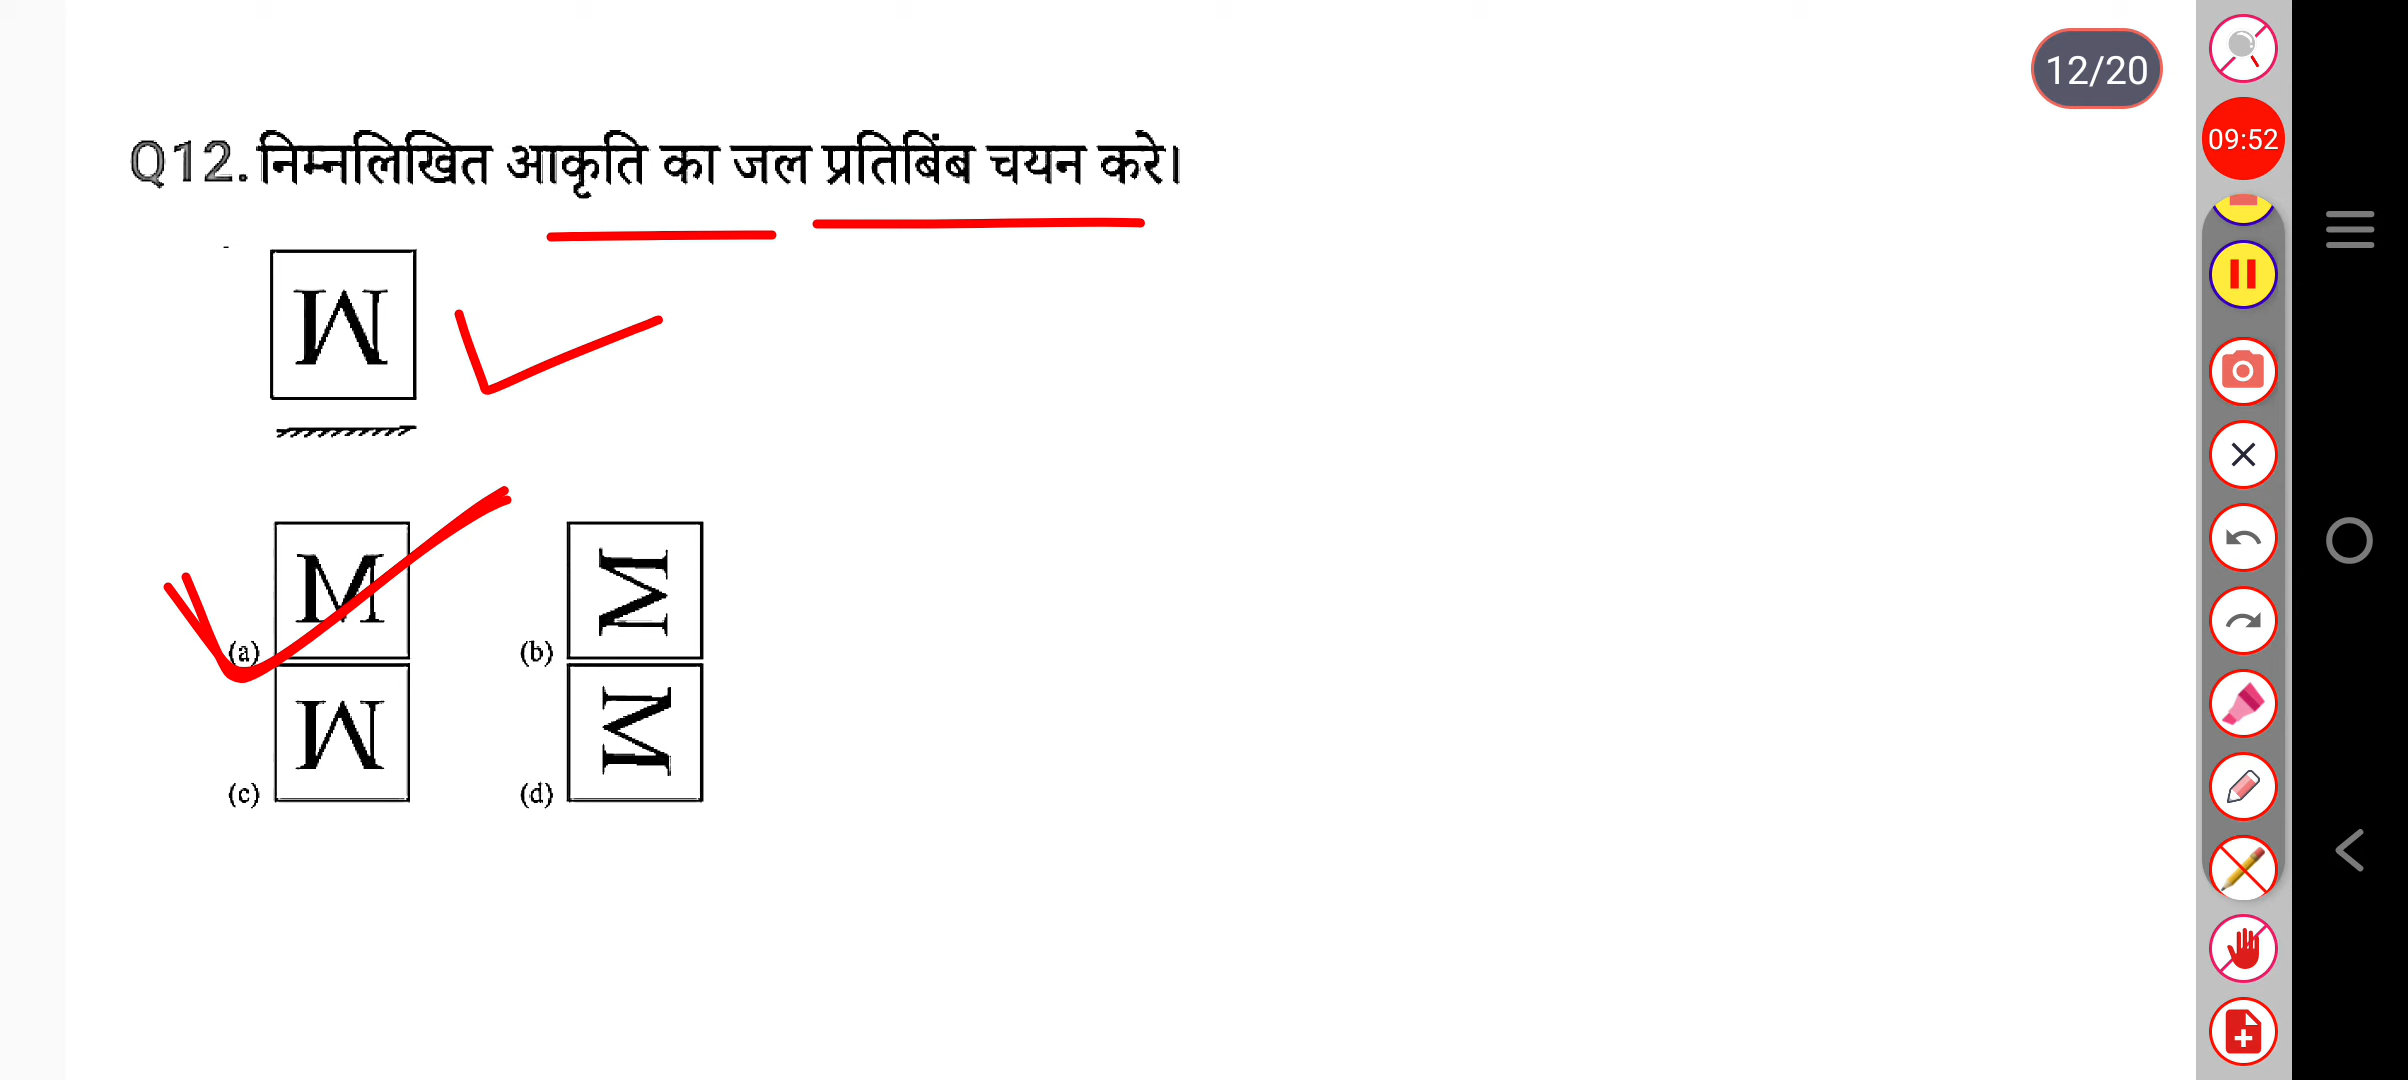 12/20
09:52
Q12. निम्नलिखित आकृति का जल प्रतिबिंब चयन करे।
M
(a) M
(b) M
(c) M
(d) M